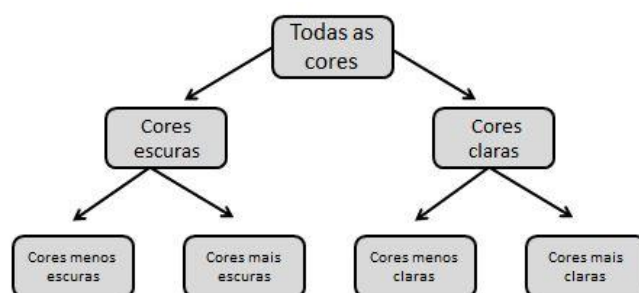 Todas as
cores
Cores
escuras
Cores
claras
Cores menos
escuras
Cores mais
escuras
Cores menos
claras
Cores mais
claras